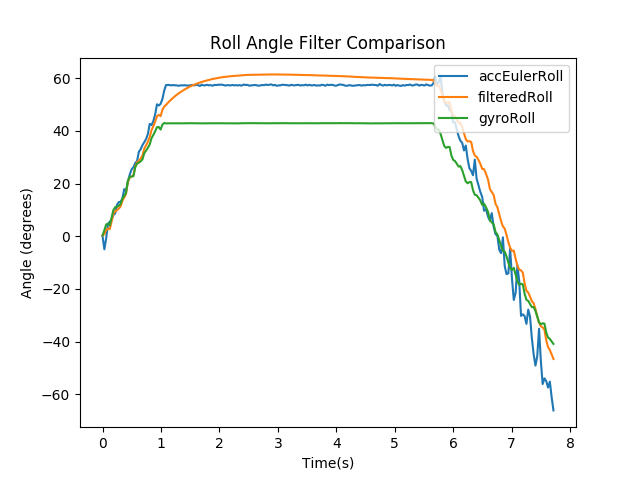 Roll Angle Filter Comparison
accEulerRoll
filteredRoll
gyroRoll
Angle (degrees)
60
40
20
0
−20
−40
−60
0 1 2 3 4 5 6 7 8
Time(s)